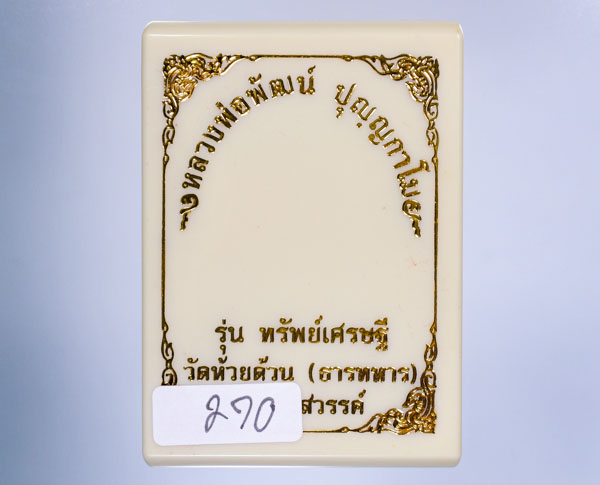 หลวงพ่อพัฒน์ ปุญฺญกาโม
รุ่น ทรัพย์เศรษฐี
วัดห้วยด้วน (ธารทหาร)
สวรรค์
270